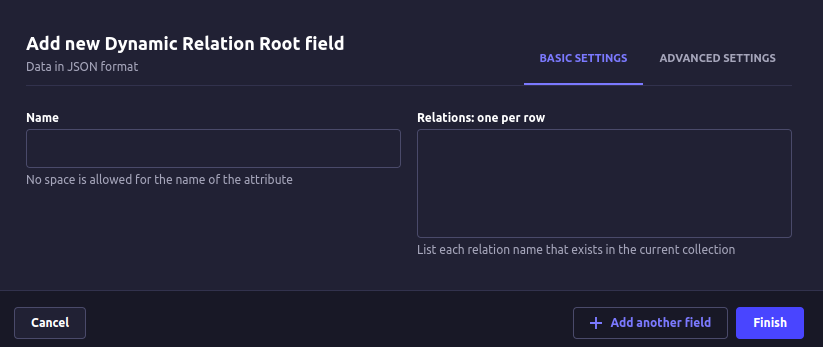 Add new Dynamic Relation Root field
Data in JSON format
BASIC SETTINGS
ADVANCED SETTINGS
Name
No space is allowed for the name of the attribute
Relations: one per row
List each relation name that exists in the current collection
Cancel
Add another field
Finish